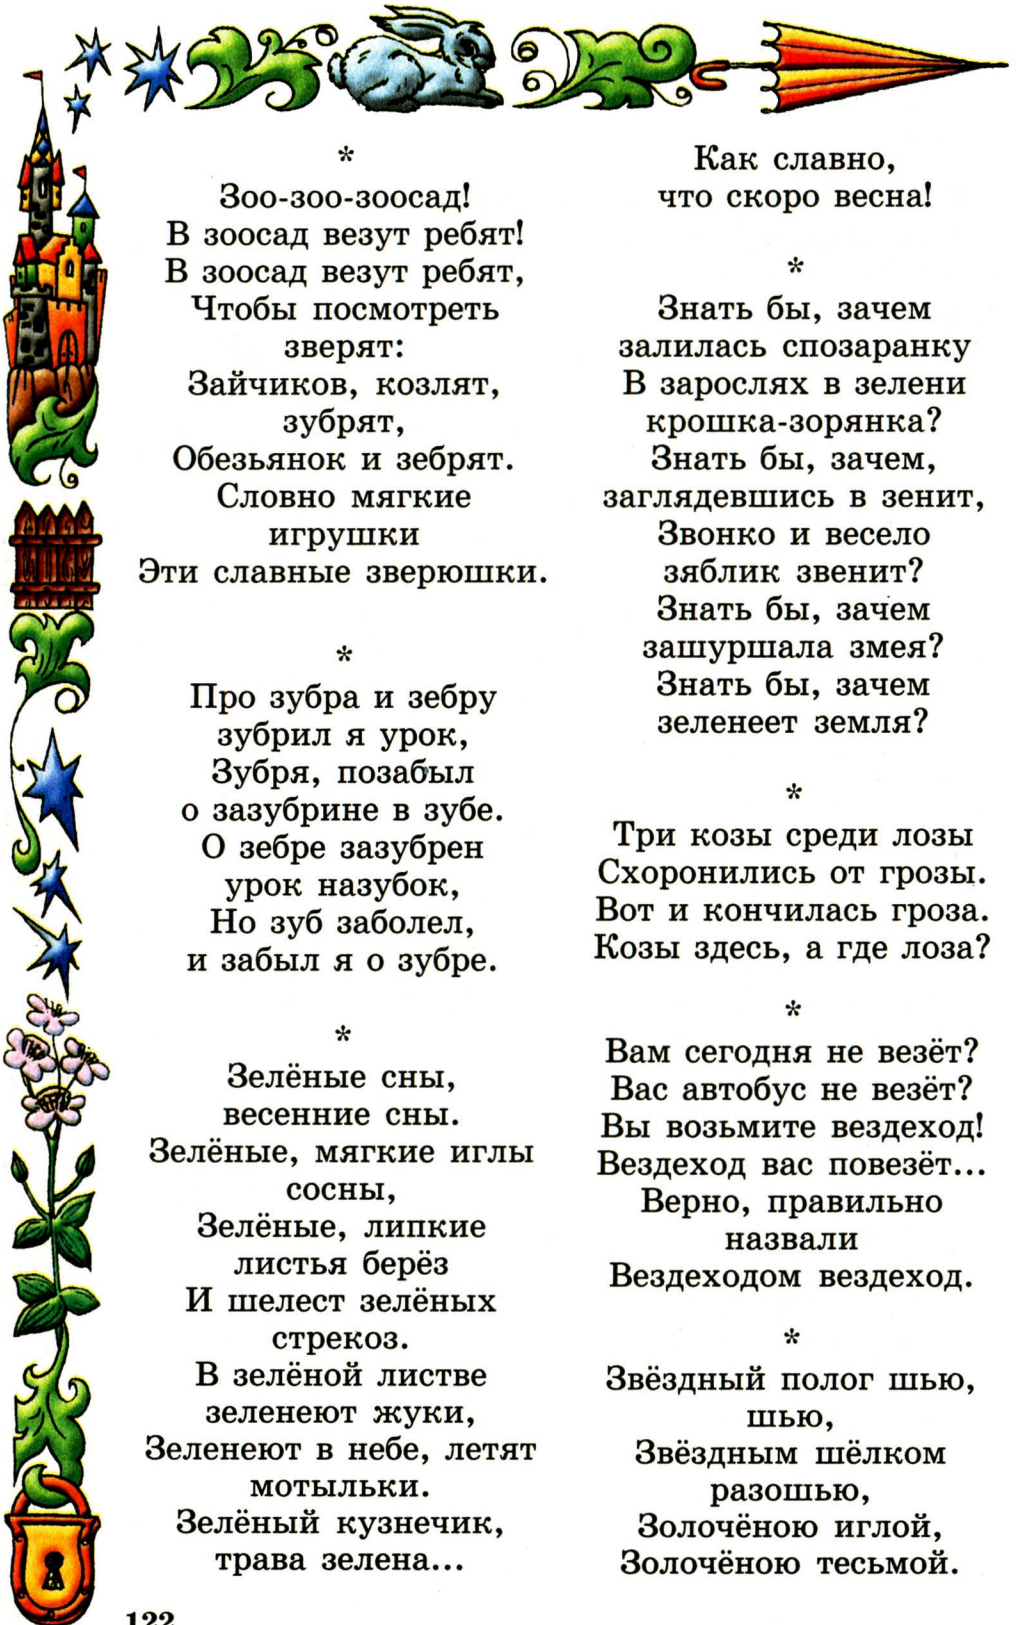 *
Зоо-зоо-зоосад!
В зоосад везут ребят!
В зоосад везут ребят,
Чтобы посмотреть
зверят:
Зайчиков, козлят,
зубрят,
Обезьянок и зебрят.
Словно мягкие
игрушки
Эти славные зверюшки.
*
Про зубра и зебру
зубрил я урок,
Зубря, позабыл
о зазубрине в зубе.
О зебре зазубрен
урок назубок,
Но зуб заболел,
и забыл я о зубре.
*
Зелёные сны,
весенние сны.
Зелёные, мягкие иглы
сосны,
Зелёные, липкие
листья берёз
И шелест зелёных
стрекоз.
В зелёной листве
зеленеют жуки,
Зеленеют в небе, летят
мотыльки.
Зелёный кузнечик,
трава зелена...
Как славно,
что скоро весна!
*
Знать бы, зачем
залилась спозаранку
В зарослях в зелени
крошка-зорянка?
Знать бы, зачем,
заглядевшись в зенит,
Звонко и весело
зяблик звенит?
Знать бы, зачем
зашуршала змея?
Знать бы, зачем
зеленеет земля?
*
Три козы среди лозы
Схоронились от грозы.
Вот и кончилась гроза.
Козы здесь, а где лоза?
*
Вам сегодня не везёт?
Вас автобус не везёт?
Вы возьмите вездеход!
Вездеход вас повезёт...
Верно, правильно
назвали
Вездеходом вездеход.
*
Звёздный полог шью,
шью,
Звёздным шёлком
разошью,
Золочёною иглой,
Золочёною тесьмой.
122